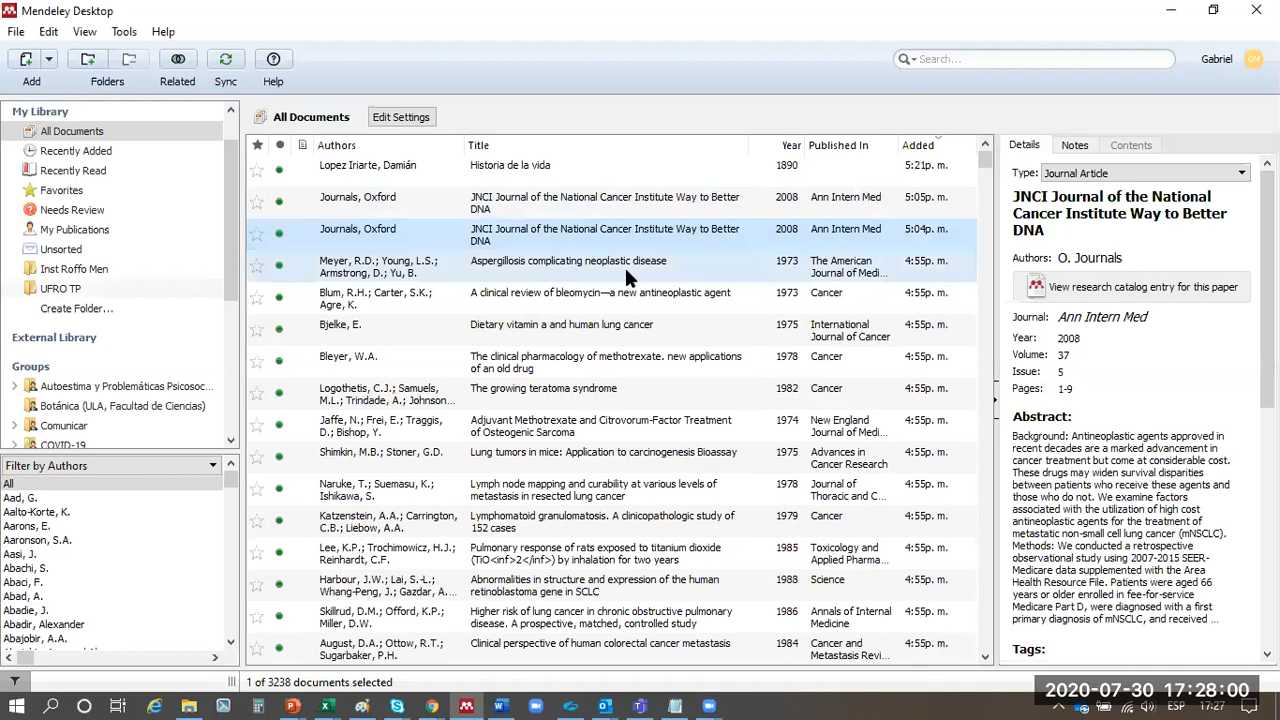 Mendeley Desktop
File Edit View Tools Help
Add Folders Related Sync Help
Search... Gabriel GM
My Library
All Documents
Recently Added
Recently Read
Favorites
Needs Review
My Publications
Unsorted
Inst Roffo Men
UFRO TP
Create Folder...
External Library
Groups
Autoestima y Problemáticas Psicosoc...
Botánica (ULA, Facultad de Ciencias)
Comunicar
COVID-19
Filter by Authors
All
Aad, G.
Aalto-Korte, K.
Aarons, E.
Aaronson, S.A.
Aasi, J.
Abachi, S.
Abaci, F.
Abad, A.
Abadie, J.
Abadir, Alexander
Abajobir, A.A.
All Documents Edit Settings
Authors Title Year Published In Added
Lopez Iriarte, Damián Historia de la vida 1890 5:21p. m.
Journals, Oxford JNCI Journal of the National Cancer Institute Way to Better 2008 Ann Intern Med 5:05p. m.
DNA
Journals, Oxford JNCI Journal of the National Cancer Institute Way to Better 2008 Ann Intern Med 5:04p. m.
DNA
Meyer, R.D.; Young, L.S.; Aspergillosis complicating neoplastic disease 1973 The American 4:55p. m.
Armstrong, D.; Yu, B. Journal of Medi...
Blum, R.H.; Carter, S.K.; A clinical review of bleomycin—a new antineoplastic agent 1973 Cancer 4:55p. m.
Agre, K.
Bjelke, E. Dietary vitamin a and human lung cancer 1975 International 4:55p. m.
Journal of Cancer
Bleyer, W.A. The clinical pharmacology of methotrexate. new applications 1978 Cancer 4:55p. m.
of an old drug
Logothetis, C.J.; Samuels, The growing teratoma syndrome 1982 Cancer 4:55p. m.
M.L.; Trindade, A.; Johnson...
Jaffe, N.; Frei, E.; Traggis, Adjuvant Methotrexate and Citrovorum-Factor Treatment 1974 New England 4:55p. m.
D.; Bishop, Y. of Osteogenic Sarcoma Journal of Medi...
Shimkin, M.B.; Stoner, G.D. Lung tumors in mice: Application to carcinogenesis Bioassay 1975 Advances in 4:55p. m.
Cancer Research
Naruke, T.; Suemasu, K.; Lymph node mapping and curability at various levels of 1978 Journal of 4:55p. m.
Ishikawa, S. metastasis in resected lung cancer Thoracic and C...
Katzenstein, A.A.; Carrington, Lymphomatoid granulomatosis. A clinicopathologic study of 1979 Cancer 4:55p. m.
C.B.; Liebow, A.A. 152 cases
Lee, K.P.; Trochimowicz, H.J.; Pulmonary response of rats exposed to titanium dioxide 1985 Toxicology and 4:55p. m.
Reinhardt, C.F. (TiO<inf>2</inf>) by inhalation for two years Applied Pharma...
Harbour, J.W.; Lai, S.-L.; Abnormalities in structure and expression of the human 1988 Science 4:55p. m.
Whang-Peng, J.; Gazdar, A.... retinoblastoma gene in SCLC
Skillrud, D.M.; Offord, K.P.; Higher risk of lung cancer in chronic obstructive pulmonary 1986 Annals of Internal 4:55p. m.
Miller, D.W. disease. A prospective, matched, controlled study Medicine
August, D.A.; Ottow, R.T.; Clinical perspective of human colorectal cancer metastasis 1984 Cancer and 4:55p. m.
Sugarbaker, P.H. Metastasis Revi...
1 of 3238 documents selected
Details Notes Contents
Type: Journal Article
JNCI Journal of the National
Cancer Institute Way to Better
DNA
Authors: O. Journals
View research catalog entry for this paper
Journal: Ann Intern Med
Year: 2008
Volume: 37
Issue: 5
Pages: 1-9
Abstract:
Background: Antineoplastic agents approved in
recent decades are a marked advancement in
cancer treatment but come at considerable cost.
These drugs may widen survival disparities
between patients who receive these agents and
those who do not. We examine factors
associated with the utilization of high cost
antineoplastic agents for the treatment of
metastatic non-small cell lung cancer (mNSCLC).
Methods: We conducted a retrospective
observational study using 2007-2015 SEER-
Medicare data supplemented with the Area
Health Resource File. Patients were aged 66
years or older enrolled in fee-for-service
Medicare Part D, were diagnosed with a first
primary diagnosis of mNSCLC, and received ...
Tags:
2020-07-30 17:28:00
ESP 17:27